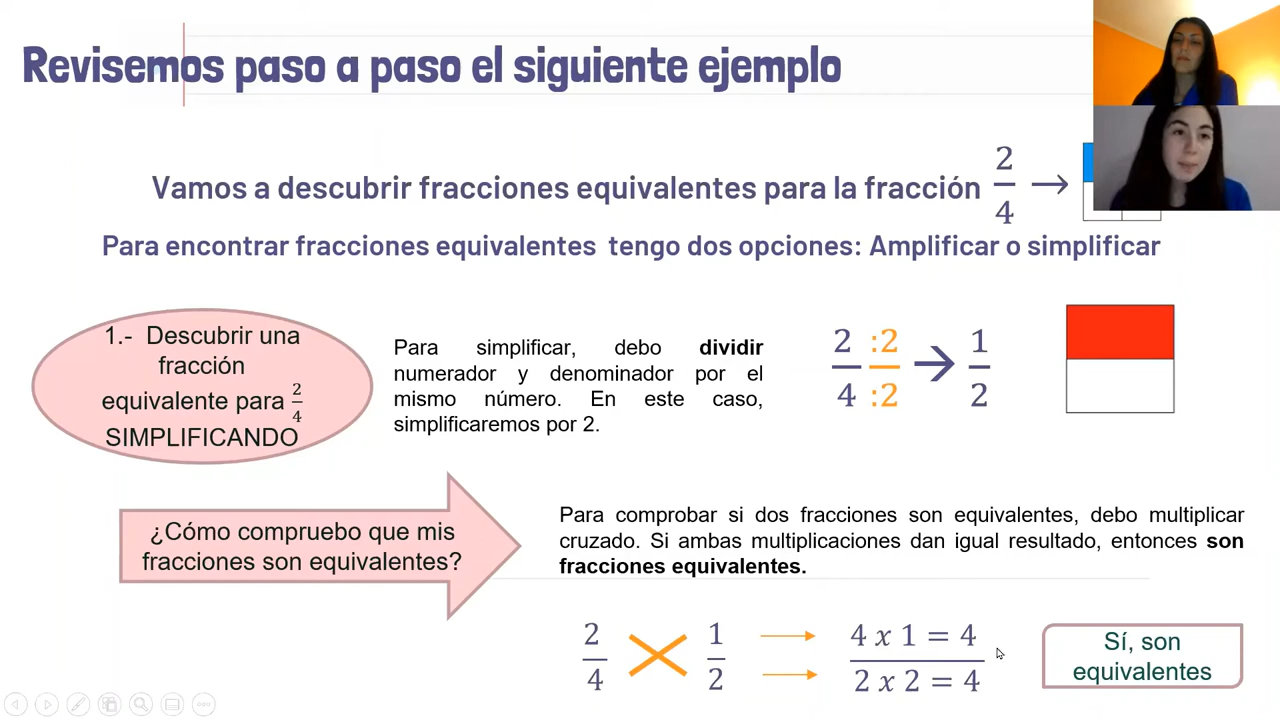 Revisemos paso a paso el siguiente ejemplo
Vamos a descubrir fracciones equivalentes para la fracción 2/4 →
Para encontrar fracciones equivalentes tengo dos opciones: Amplificar o simplificar
1.- Descubrir una
fracción
equivalente para 2/4
SIMPLIFICANDO
Para simplificar, debo dividir
numerador y denominador por el
mismo número. En este caso,
simplificaremos por 2.
2/4 :2/:2 → 1/2
¿Cómo compruebo que mis
fracciones son equivalentes?
Para comprobar si dos fracciones son equivalentes, debo multiplicar
cruzado. Si ambas multiplicaciones dan igual resultado, entonces son
fracciones equivalentes.
2/4 1/2
4 x 1 = 4
2 x 2 = 4
Sí, son
equivalentes